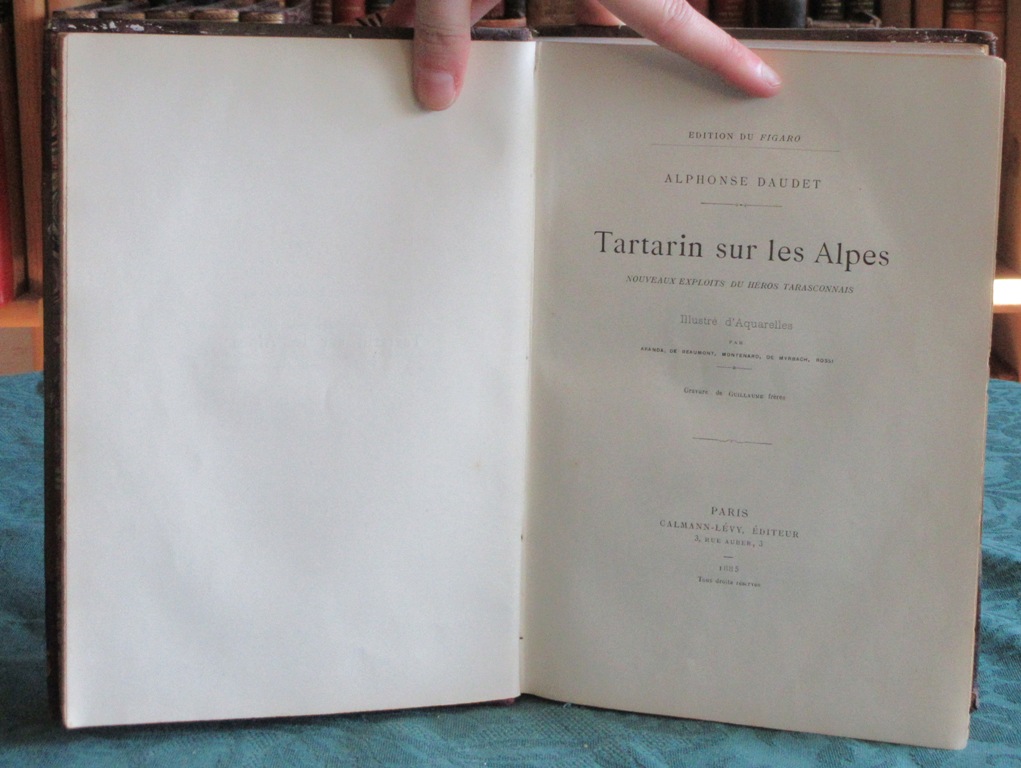 EDITION DU FIGARO
ALPHONSE DAUDET
Tartarin sur les Alpes
NOUVEAUX EXPLOITS DU HÉROS TARASCONNAIS
Illustré d'Aquarelles
PAR
ARANDA, DE BEAUMONT, MONTENARD, DE MYRBACH, ROSSI
Gravure de GUILLAUME frères
PARIS
CALMANN-LÉVY, ÉDITEUR
3, RUE AUBER, 3
1885
Tous droits réservés